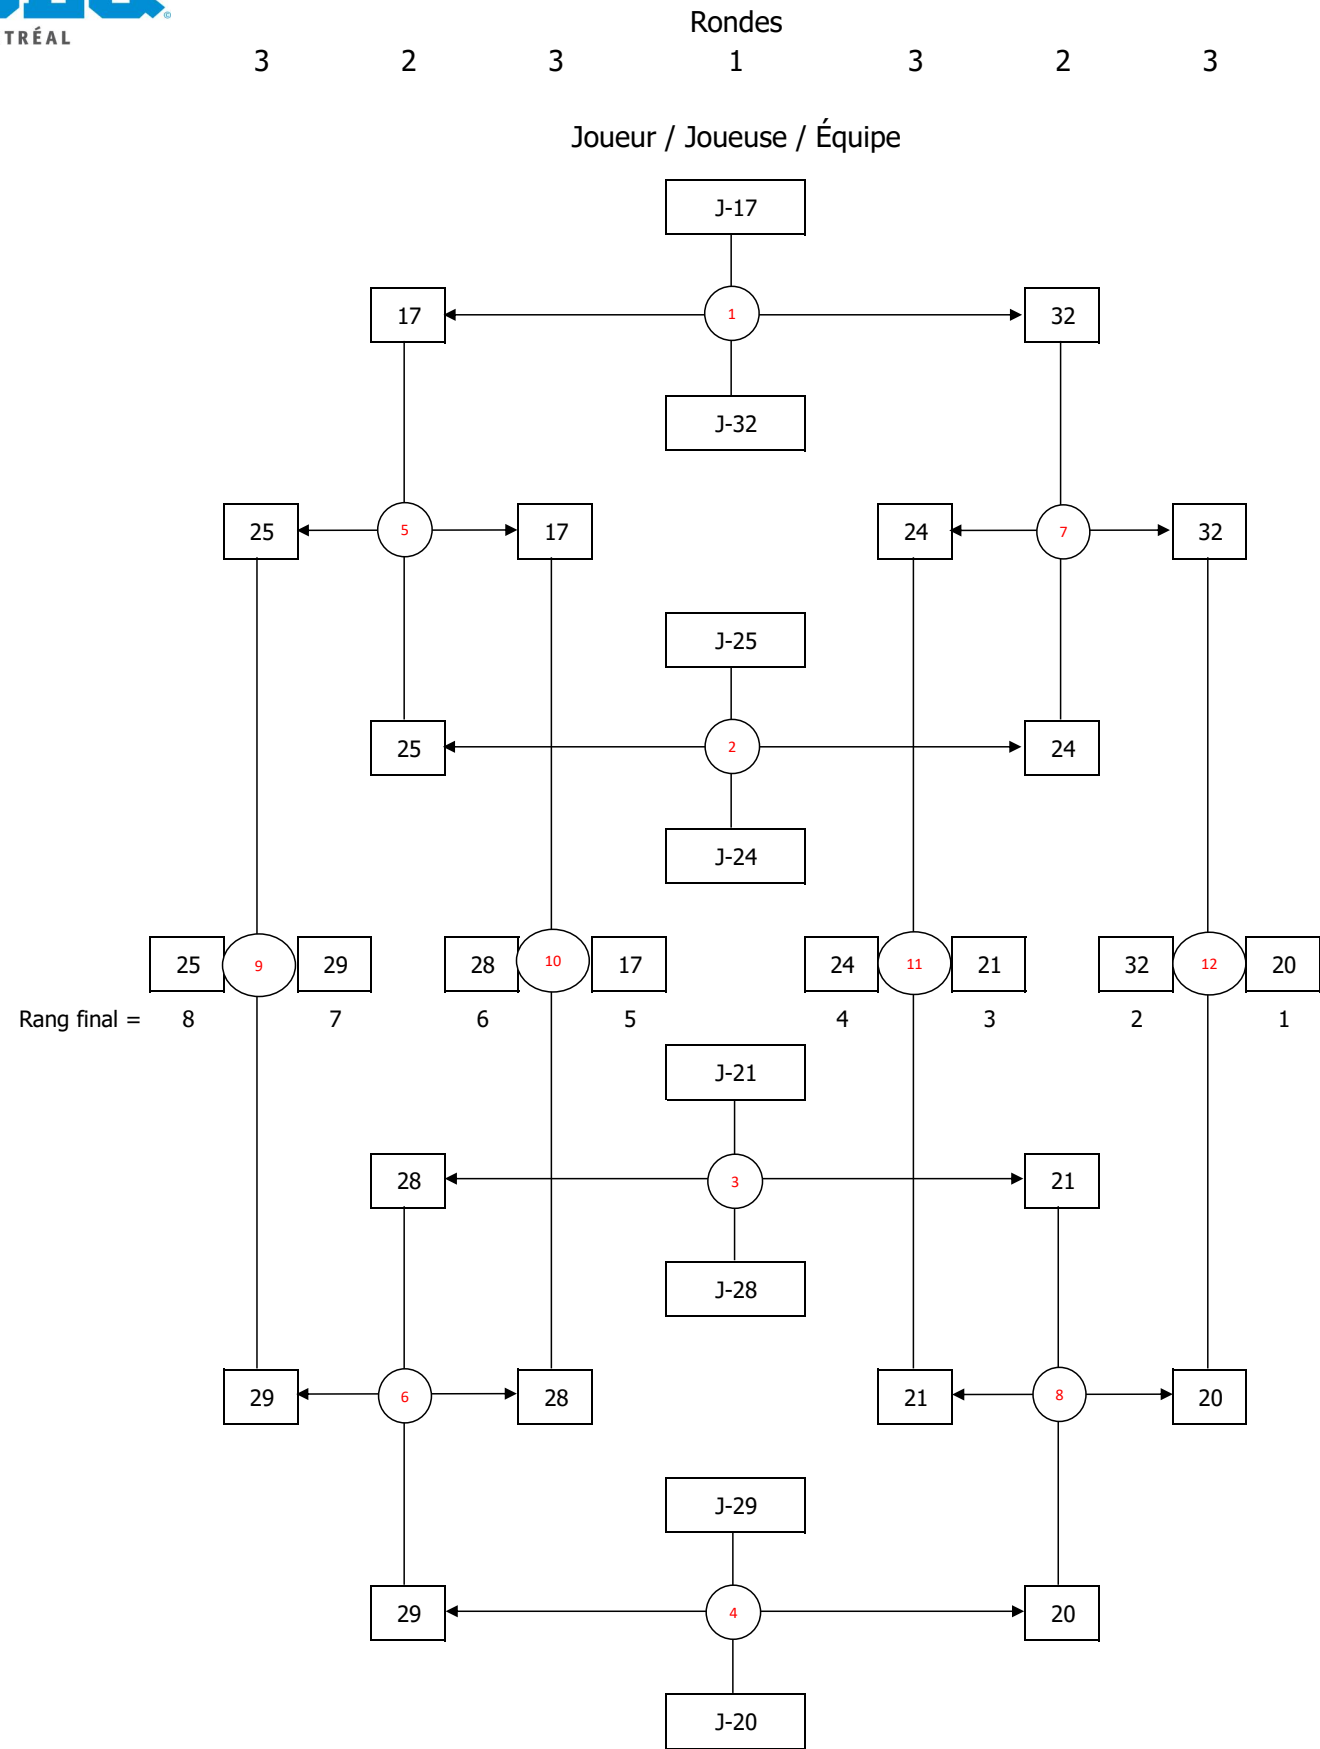 TRÉAL
Rondes
3 2 3 1 3 2 3
Joueur / Joueuse / Équipe
J-17
17 1 32
J-32
25 5 17 24 7 32
J-25
25 2 24
J-24
25 9 29 28 10 17 24 11 21 32 12 20
Rang final = 8 7 6 5 4 3 2 1
J-21
28 3 21
J-28
29 6 28 21 8 20
J-29
29 4 20
J-20